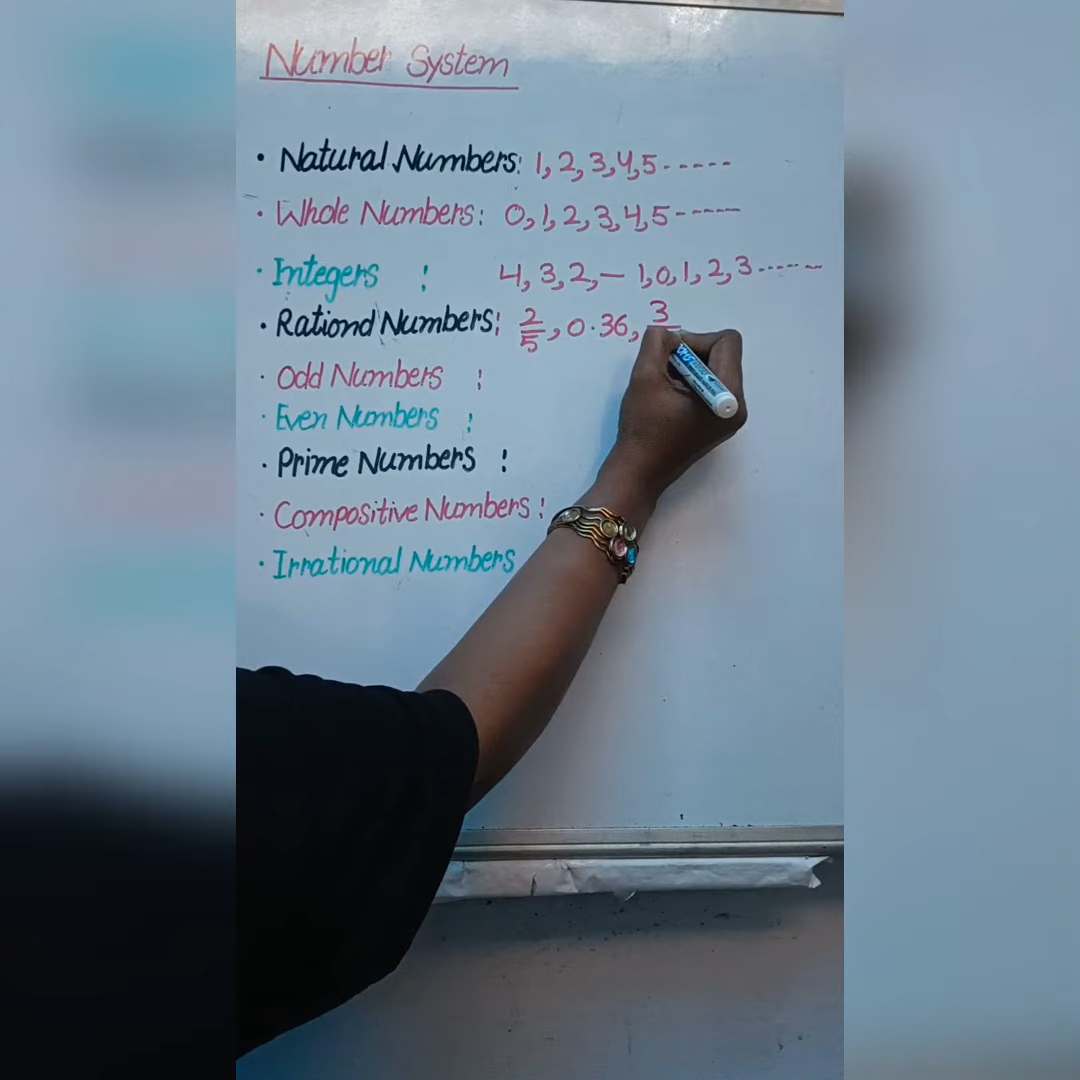 Number System
• Natural Numbers: 1, 2, 3, 4, 5 - - - - -
• Whole Numbers: 0, 1, 2, 3, 4, 5 - - - - -
• Integers : 4, 3, 2, – 1, 0, 1, 2, 3 - - - - - -
• Rationd Numbers: 2/5, 0.36, 3/
• Odd Numbers :
• Even Numbers :
• Prime Numbers :
• Compositive Numbers:
• Irrational Numbers